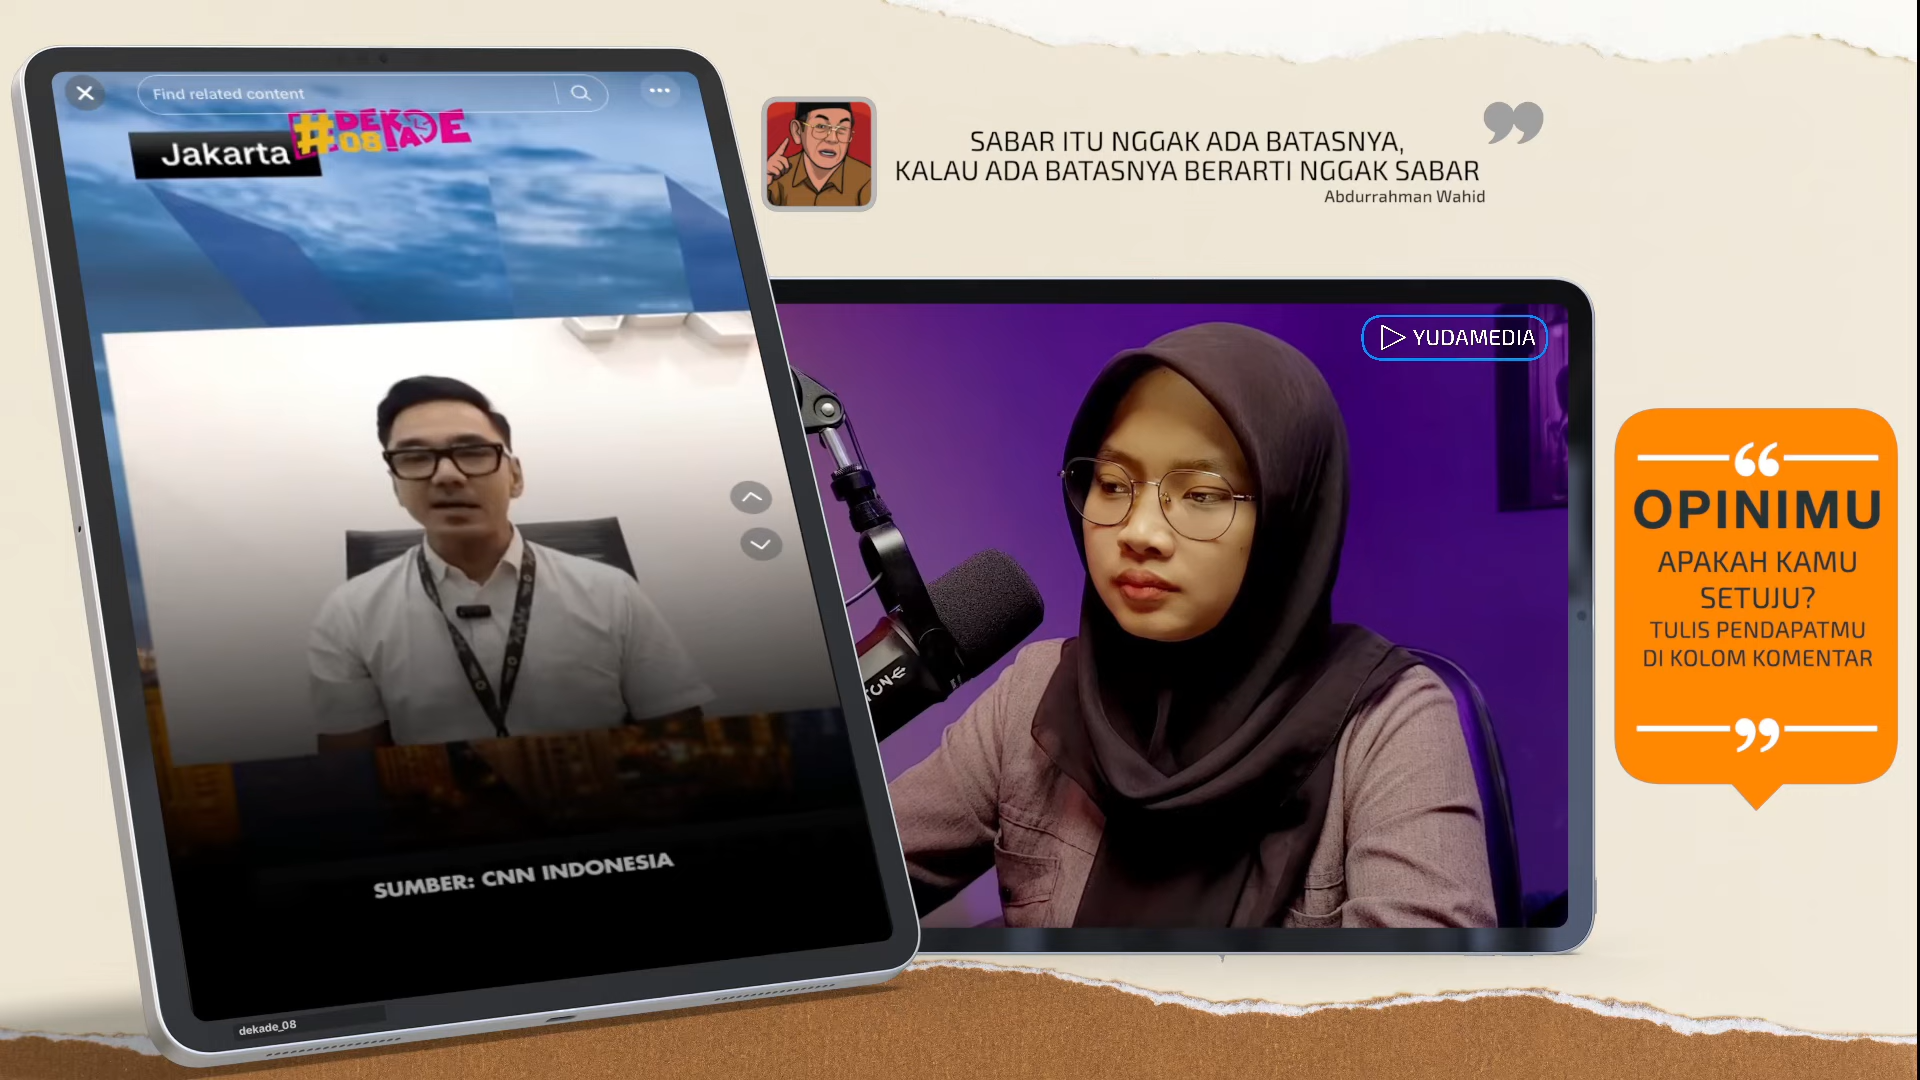 Find related content
#DEKADE
08
Jakarta
SABAR ITU NGGAK ADA BATASNYA,
KALAU ADA BATASNYA BERARTI NGGAK SABAR
Abdurrahman Wahid
YUDAMEDIA
OPINIMU
APAKAH KAMU
SETUJU?
TULIS PENDAPATMU
DI KOLOM KOMENTAR
SUMBER: CNN INDONESIA
dekade_08